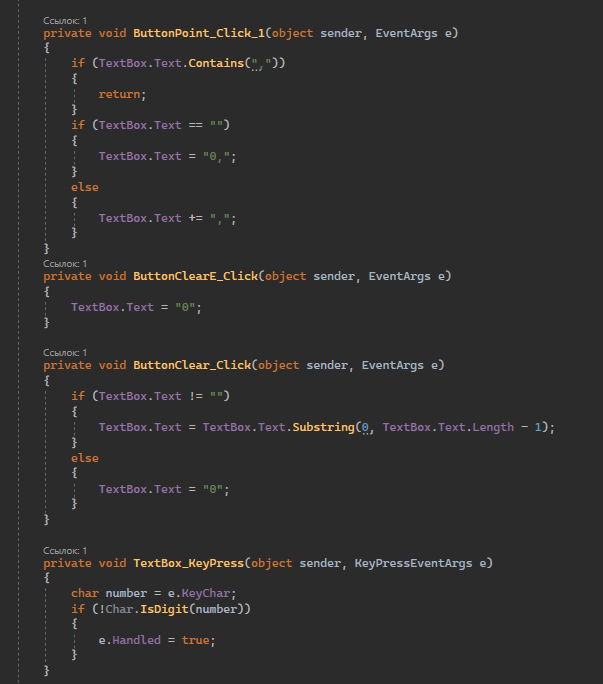 Ссылок: 1
private void ButtonPoint_Click_1(object sender, EventArgs e)
{
if (TextBox.Text.Contains(","))
{
return;
}
if (TextBox.Text == "")
{
TextBox.Text = "0,";
}
else
{
TextBox.Text += ",";
}
}
Ссылок: 1
private void ButtonClearE_Click(object sender, EventArgs e)
{
TextBox.Text = "0";
}
Ссылок: 1
private void ButtonClear_Click(object sender, EventArgs e)
{
if (TextBox.Text != "")
{
TextBox.Text = TextBox.Text.Substring(0, TextBox.Text.Length - 1);
}
else
{
TextBox.Text = "0";
}
}
Ссылок: 1
private void TextBox_KeyPress(object sender, KeyPressEventArgs e)
{
char number = e.KeyChar;
if (!Char.IsDigit(number))
{
e.Handled = true;
}
}